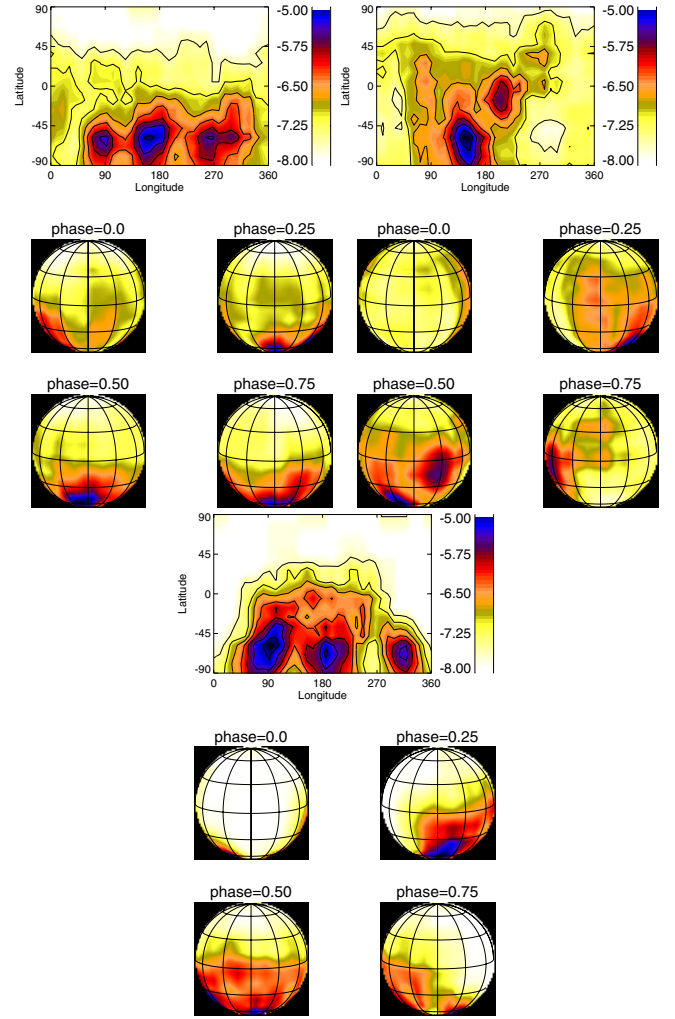 90
45
0
-45
-90
Latitude
0
90
180
270
360
Longitude
-5.00
-5.75
-6.50
-7.25
-8.00
90
45
0
-45
-90
Latitude
0
90
180
270
360
Longitude
-5.00
-5.75
-6.50
-7.25
-8.00
phase=0.0
phase=0.25
phase=0.0
phase=0.25
phase=0.50
phase=0.75
phase=0.50
phase=0.75
90
45
0
-45
-90
Latitude
0
90
180
270
360
Longitude
-5.00
-5.75
-6.50
-7.25
-8.00
phase=0.0
phase=0.25
phase=0.50
phase=0.75